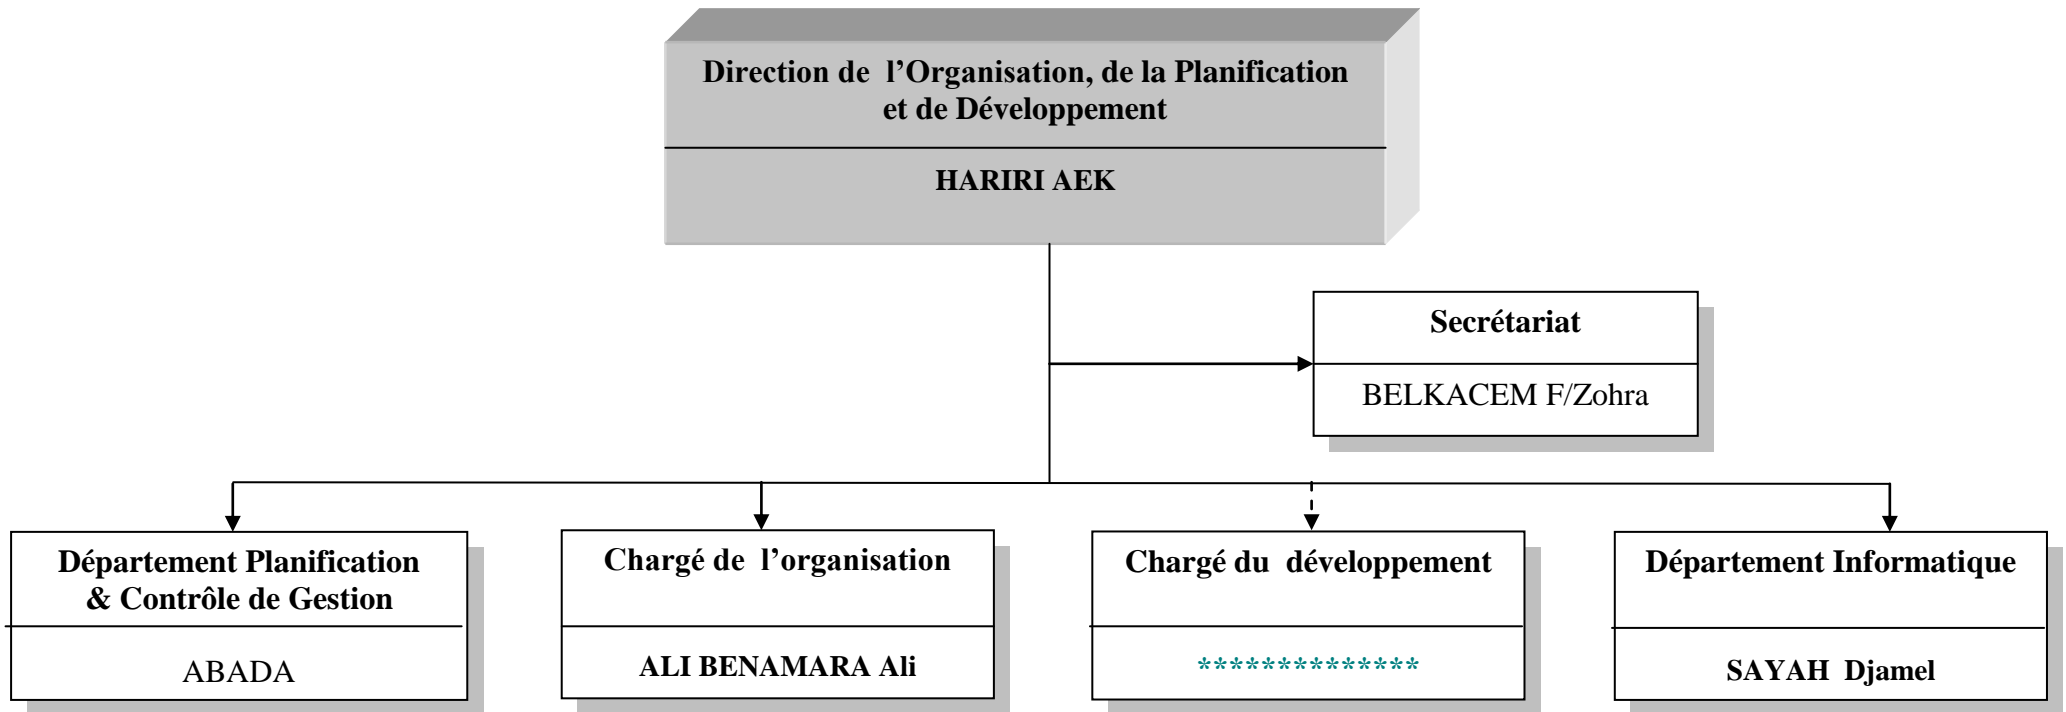 Direction de l’Organisation, de la Planification
et de Développement
HARIRI AEK
Secrétariat
BELKACEM F/Zohra
Département Planification
& Contrôle de Gestion
ABADA
Chargé de l’organisation
ALI BENAMARA Ali
Chargé du développement
**************
Département Informatique
SAYAH Djamel